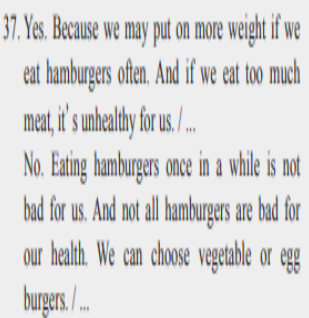 37. Yes. Because we may put on more weight if we
eat hamburgers often. And if we eat too much
meat, it's unhealthy for us. / ...
No. Eating hamburgers once in a while is not
bad for us. And not all hamburgers are bad for
our health. We can choose vegetable or egg
burgers. / ...